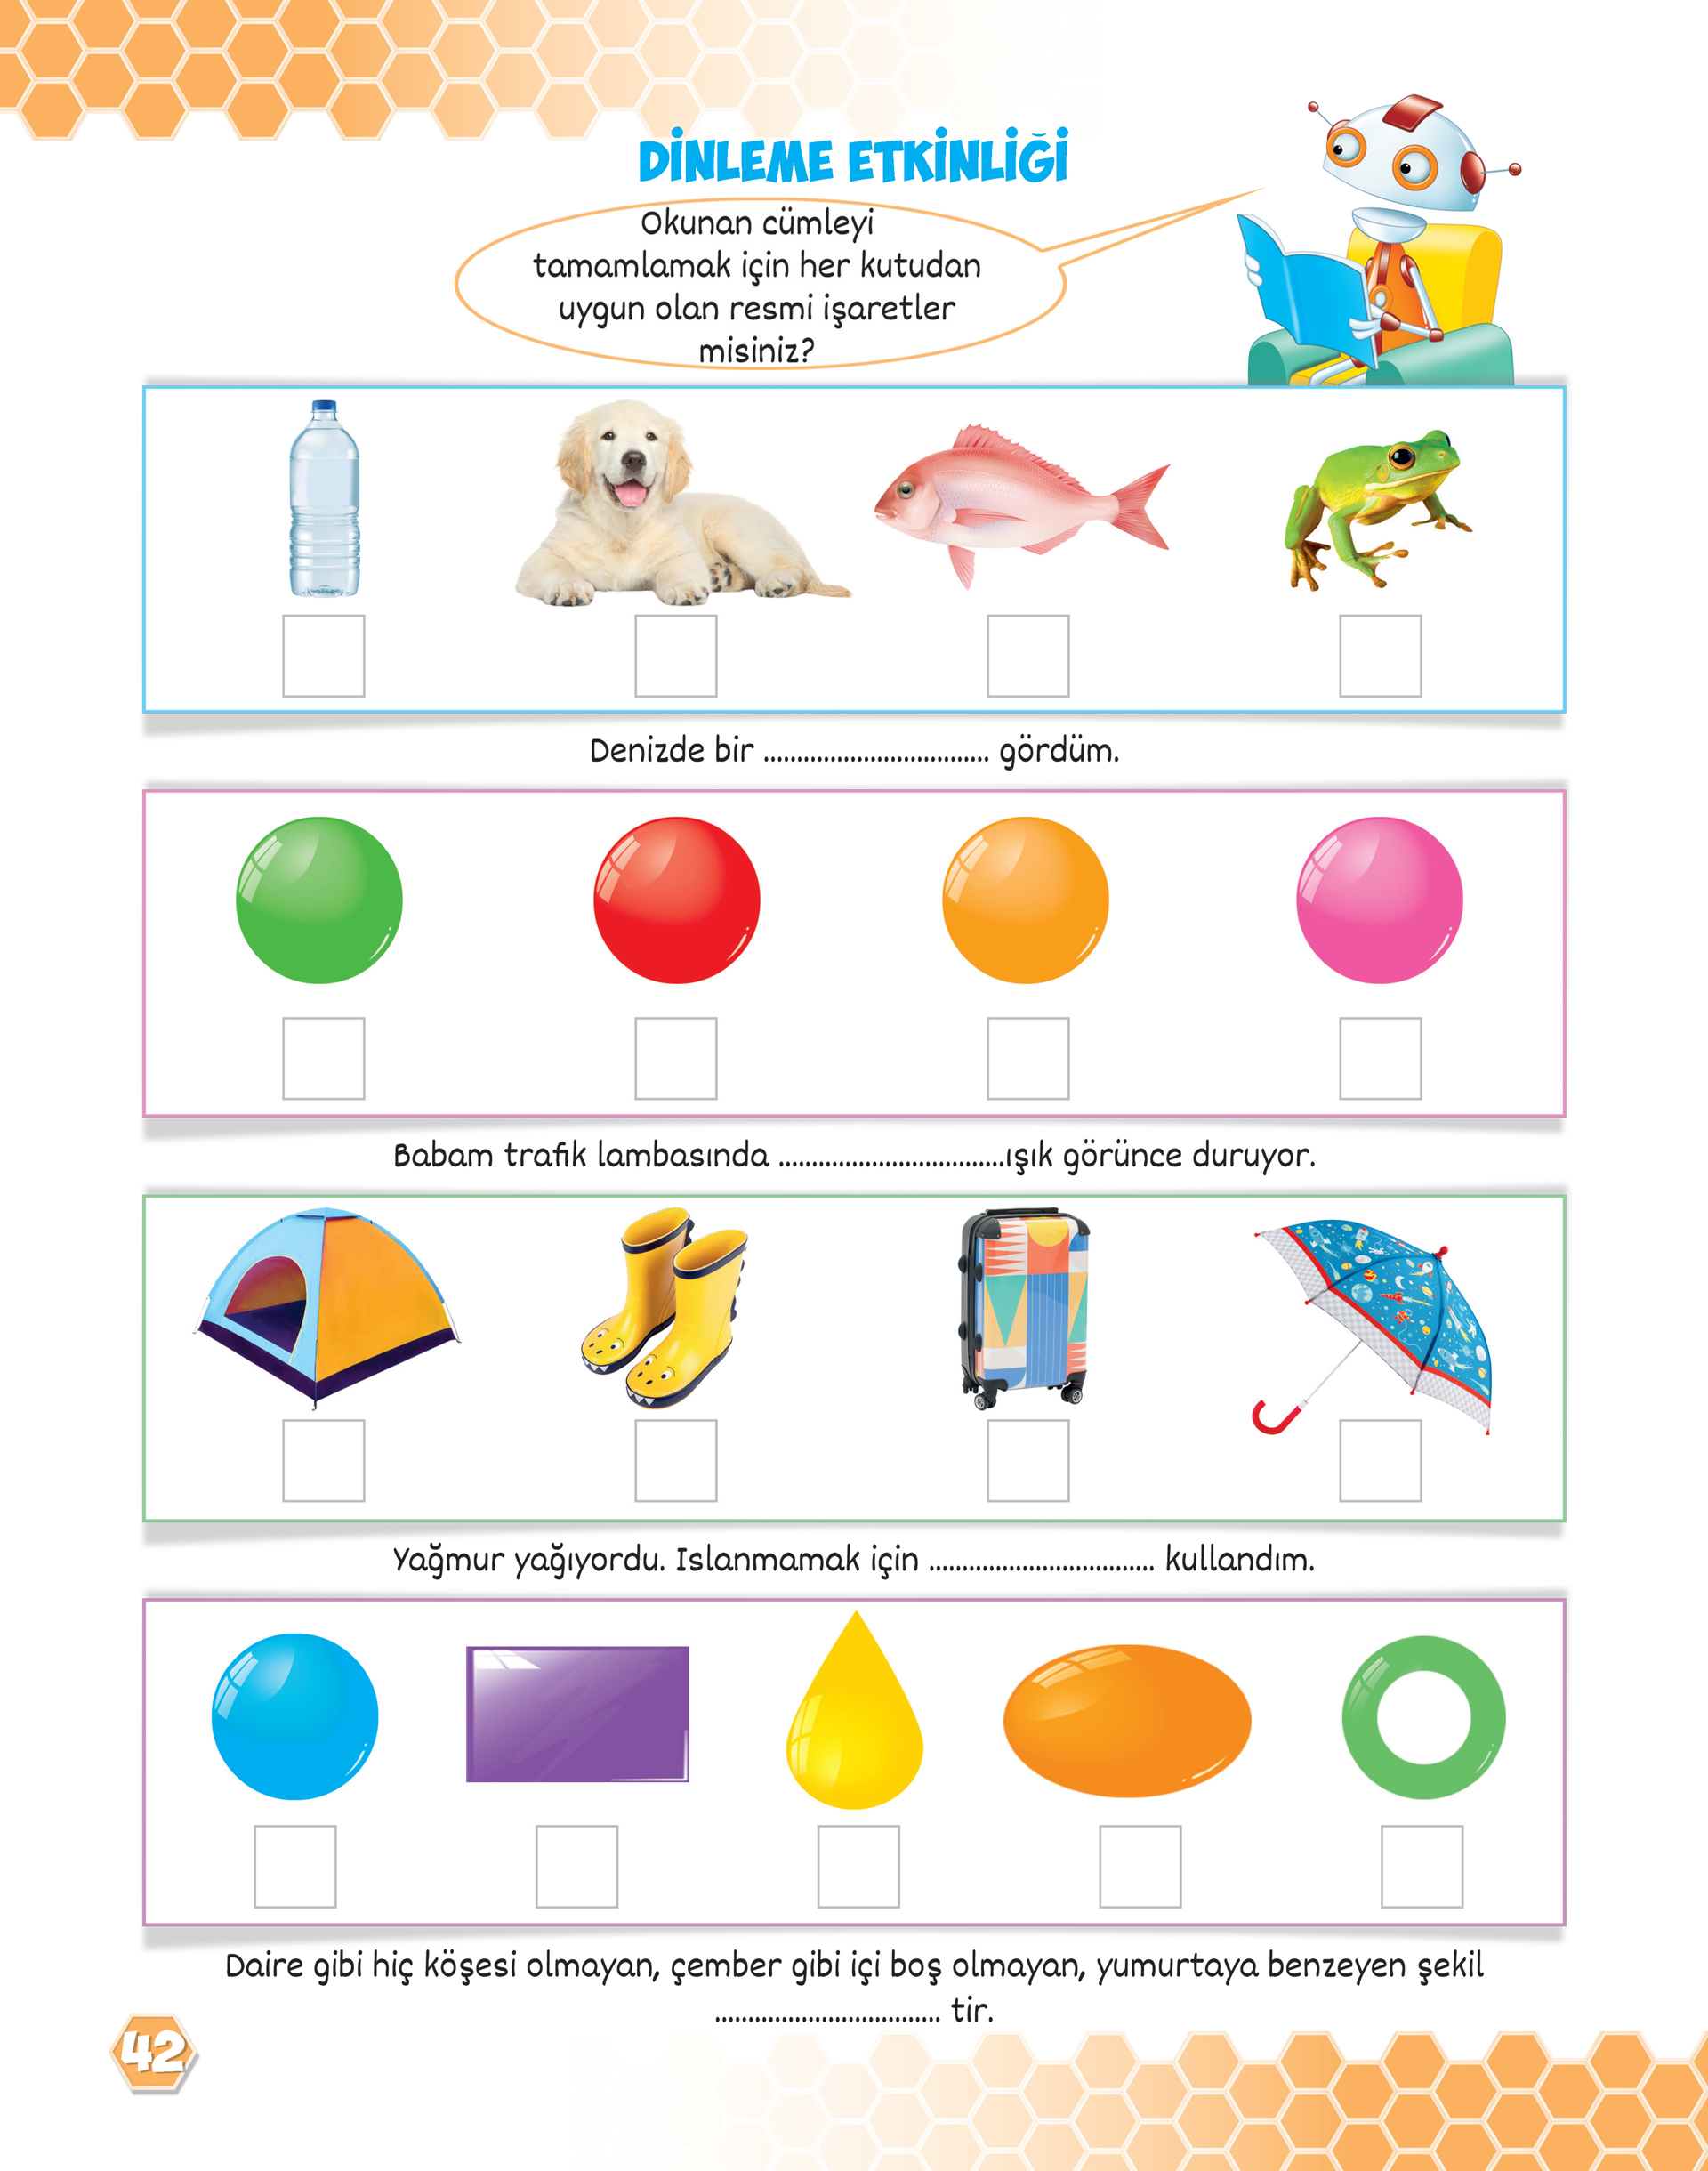 DİNLEME ETKİNLİĞİ
Okunan cümleyi
tamamlamak için her kutudan
uygun olan resmi işaretler
misiniz?
Denizde bir .................................. gördüm.
Babam trafik lambasında ..................................ışık görünce duruyor.
Yağmur yağıyordu. Islanmamak için .................................. kullandım.
Daire gibi hiç köşesi olmayan, çember gibi içi boş olmayan, yumurtaya benzeyen şekil
.................................. tir.
42